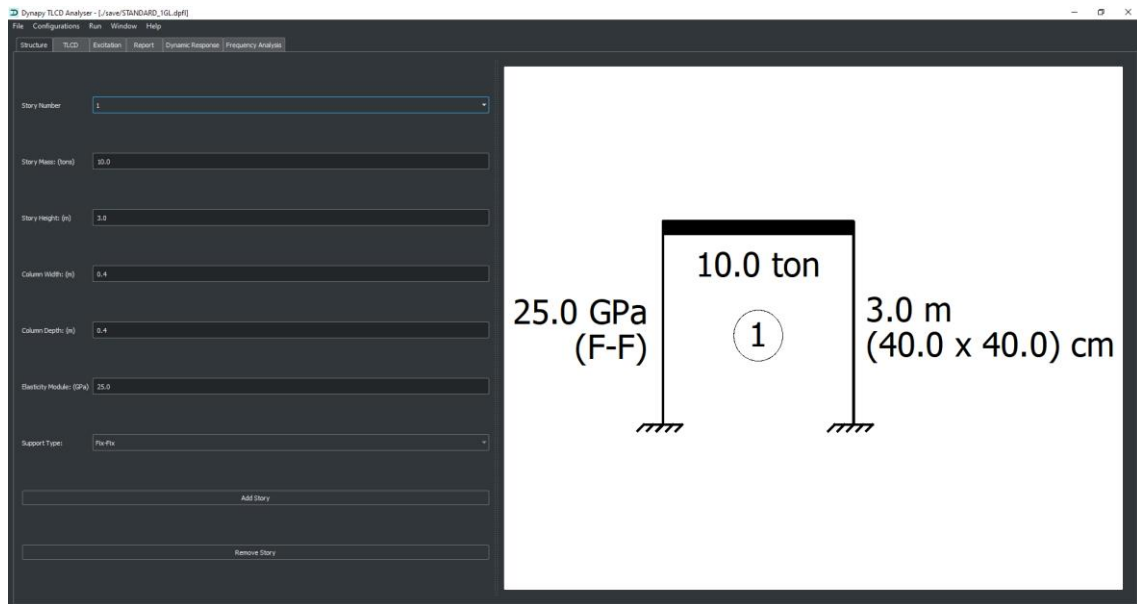 Dynapy TLCD Analyser - [./save/STANDARD_1GL.dpfl]
File Configurations Run Window Help
Structure TLCD Excitation Report Dynamic Response Frequency Analysis
Story Number 1
Story Mass: (tons) 10.0
Story Height: (m) 3.0
Column Width: (m) 0.4
Column Depth: (m) 0.4
Elasticity Module: (GPa) 25.0
Support Type: Fix-Fix
Add Story
Remove Story
10.0 ton
25.0 GPa
(F-F)
1
3.0 m
(40.0 x 40.0) cm